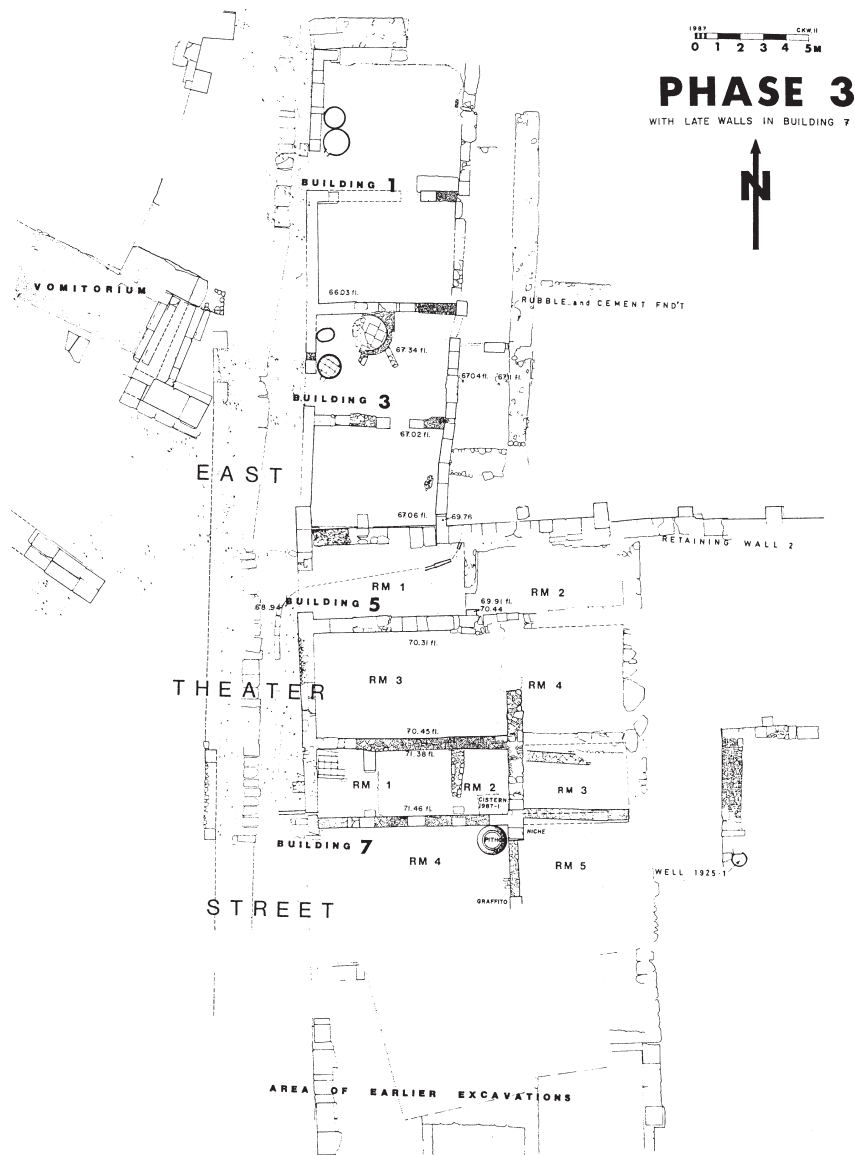 1987 CKW, II
0 1 2 3 4 5M
PHASE 3
WITH LATE WALLS IN BUILDING 7
N
BUILDING 1
VOMITORIUM
66.03 fl.
RUBBLE and CEMENT FND'T
67.34 fl.
67.04 fl. 67.11 fl.
BUILDING 3
67.02 fl.
EAST
67.06 fl. 69.76
RETAINING WALL 2
RM 1
RM 2
68.94
BUILDING 5
69.91 fl.
70.44
70.31 fl.
RM 3
RM 4
THEATER
70.45 fl.
71.38 fl.
RM 1
RM 2
RM 3
CISTERN
1987-1
71.46 fl.
BUILDING 7
PITHOS
NICHE
RM 4
RM 5
WELL 1925-1
GRAFFITO
STREET
AREA OF EARLIER EXCAVATIONS